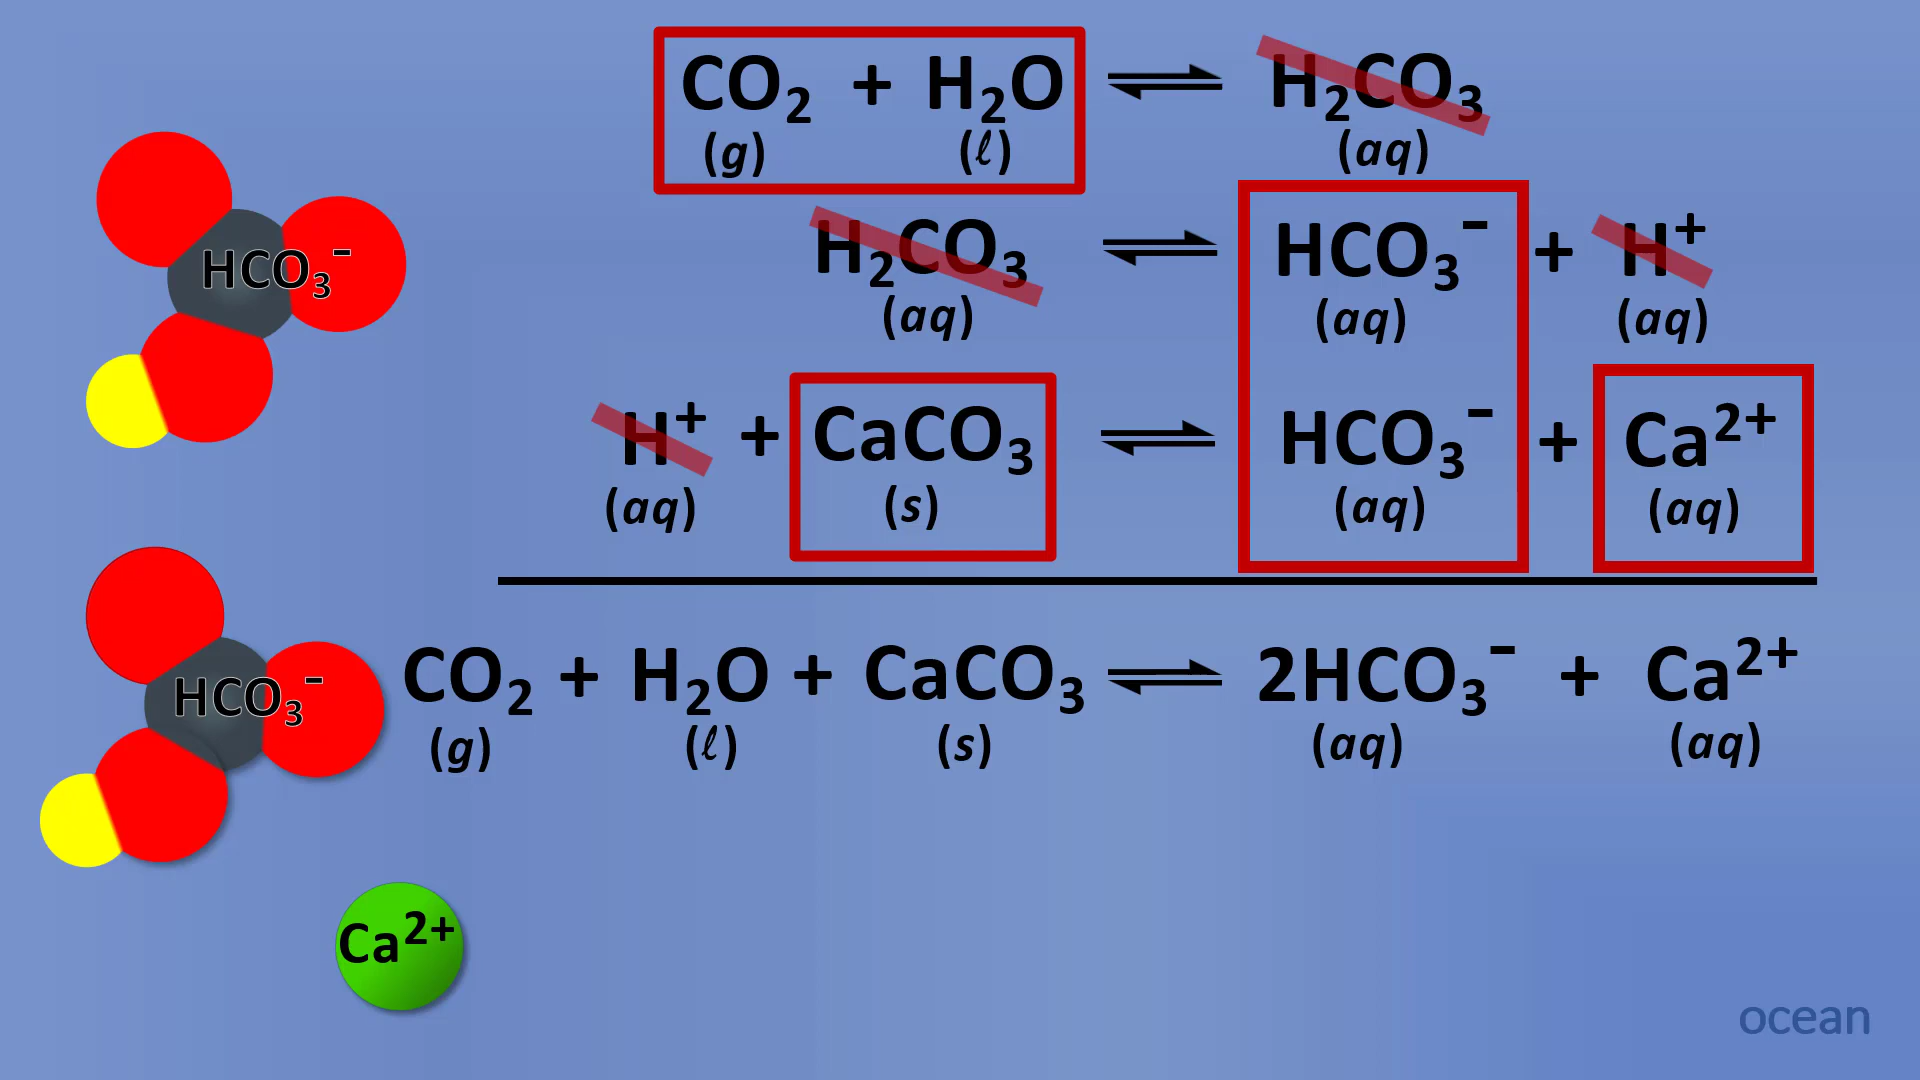 CO₂ + H₂O ⇌ H₂CO₃
(g) (ℓ) (aq)
H₂CO₃ ⇌ HCO₃⁻ + H⁺
(aq) (aq) (aq)
H⁺ + CaCO₃ ⇌ HCO₃⁻ + Ca²⁺
(aq) (s) (aq) (aq)
CO₂ + H₂O + CaCO₃ ⇌ 2HCO₃⁻ + Ca²⁺
(g) (ℓ) (s) (aq) (aq)
HCO₃⁻
HCO₃⁻
Ca²⁺
ocean